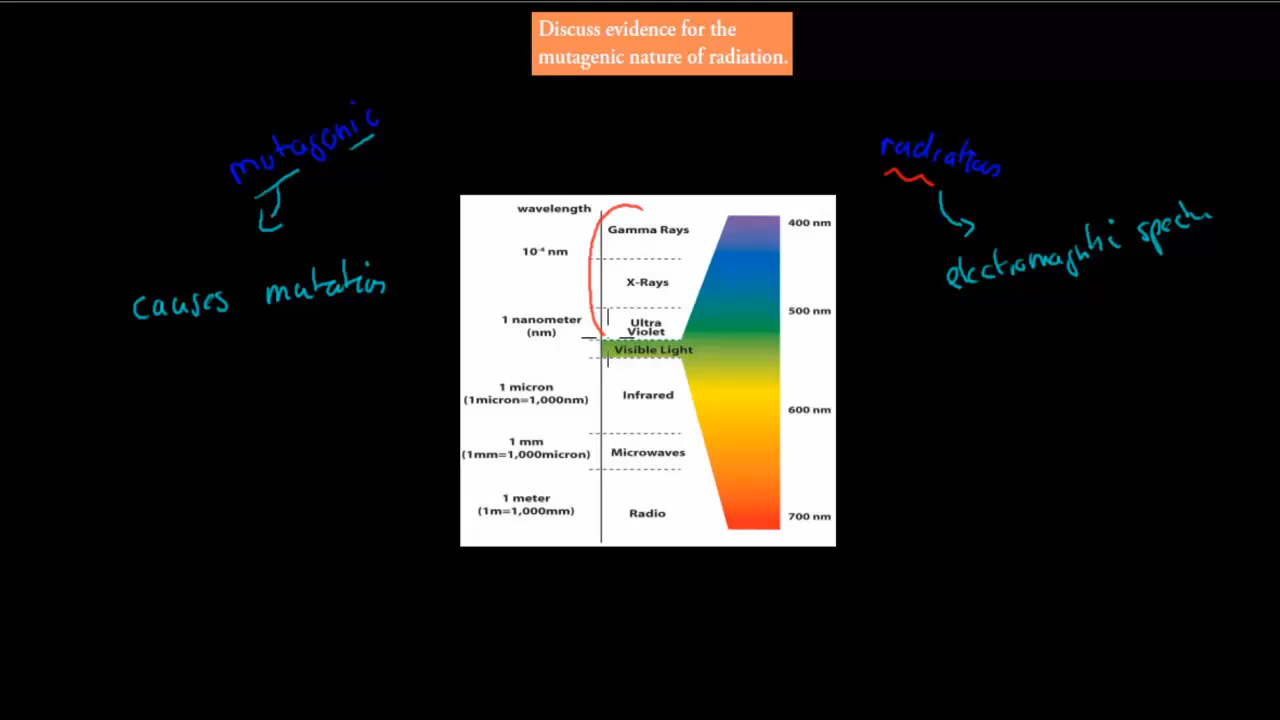 Discuss evidence for the
mutagenic nature of radiation.
mutagenic
causes mutation
radiation
wavelength
Gamma Rays
10⁻⁴ nm
X-Rays
1 nanometer
(nm)
Ultra
Violet
Visible Light
1 micron
(1micron=1,000nm)
Infrared
1 mm
(1mm=1,000micron)
Microwaves
1 meter
(1m=1,000mm)
Radio
400 nm
500 nm
600 nm
700 nm